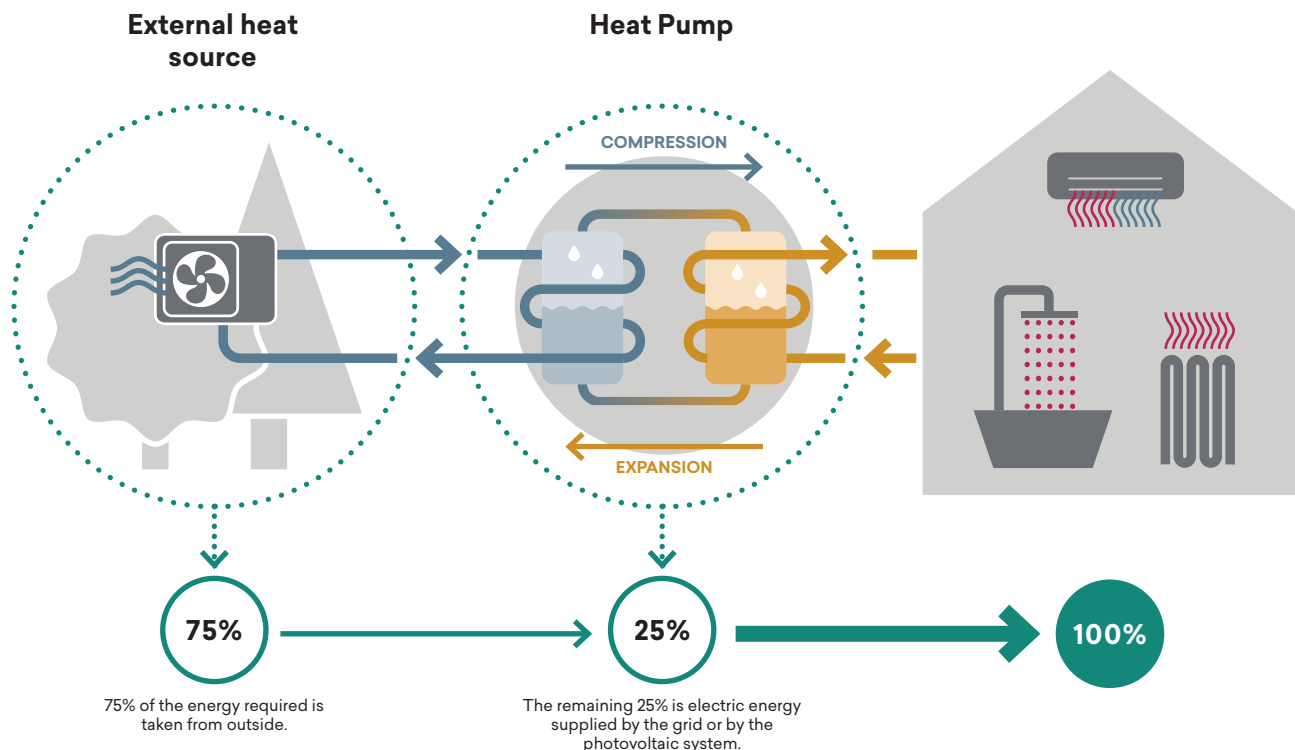 External heat
source
Heat Pump
COMPRESSION
EXPANSION
75%
25%
100%
75% of the energy required is
taken from outside.
The remaining 25% is electric energy
supplied by the grid or by the
photovoltaic system.